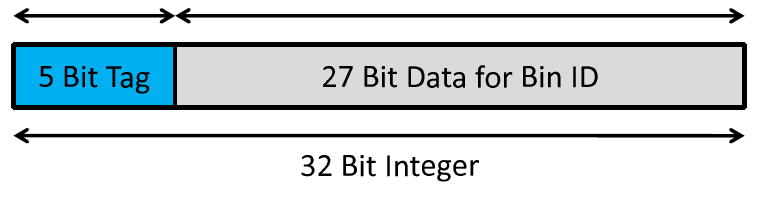 5 Bit Tag
27 Bit Data for Bin ID
32 Bit Integer